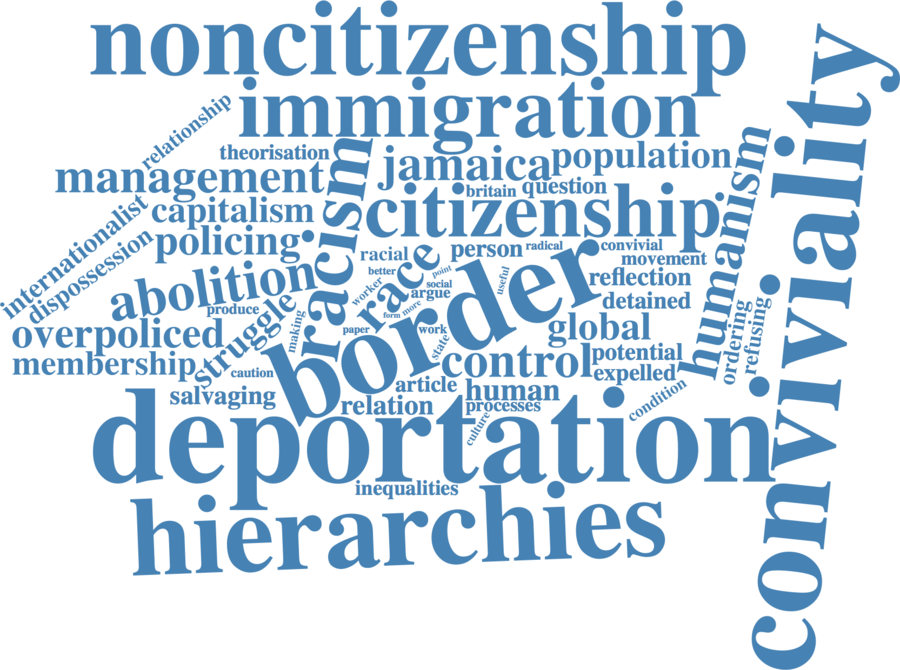 noncitizenship
immigration
conviviality
relationship
theorisation
jamaica
population
humanism
management
racism
britain
question
internationalist
capitalism
citizenship
dispossession
policing
racial
race
person
radical
convivial
movement
abolition
better
point
useful
border
reflection
worker
social
argue
detained
produce
struggle
form
more
ordering
refusing
overpoliced
making
paper
work
global
state
membership
control
potential
caution
expelled
salvaging
article
human
condition
relation
processes
culture
deportation
inequalities
hierarchies